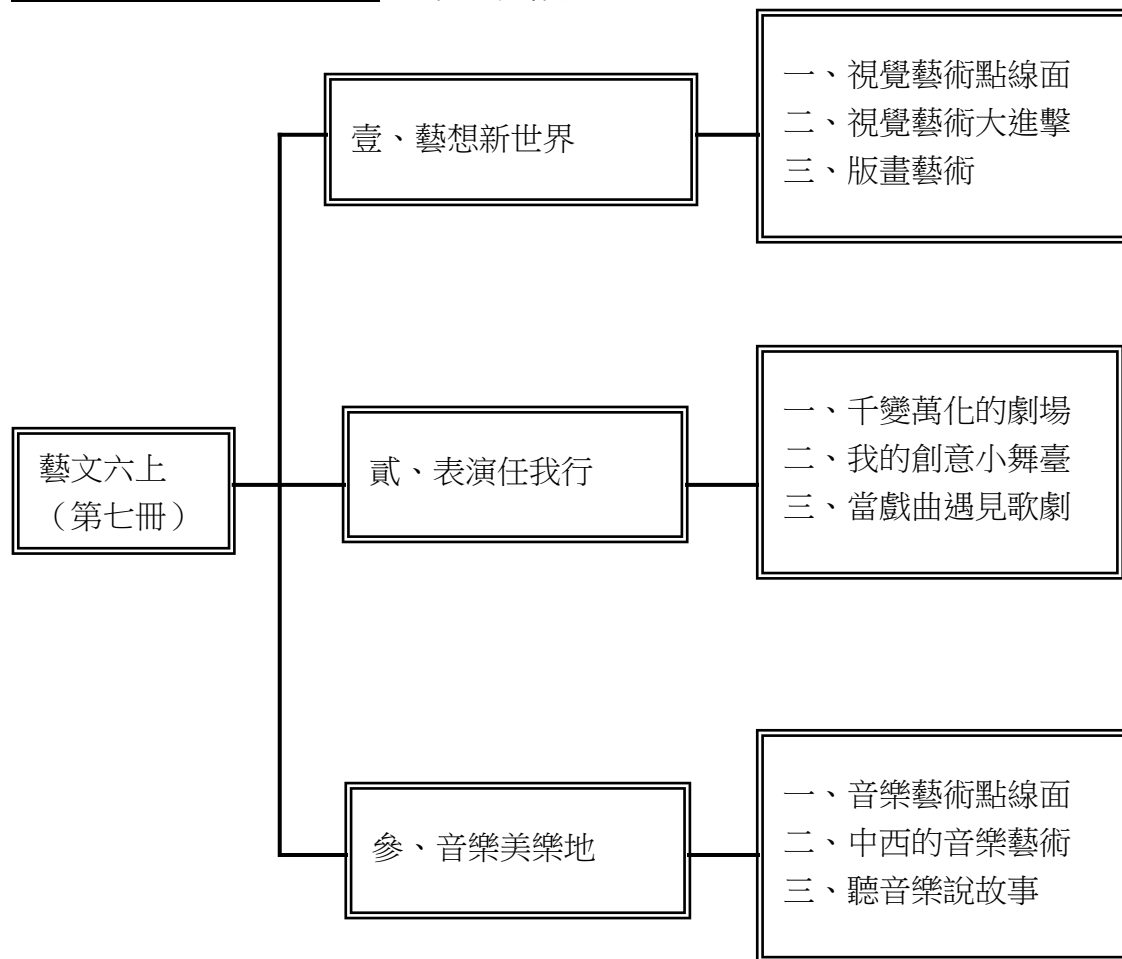 壹、藝想新世界
一、視覺藝術點線面
二、視覺藝術大進擊
三、版畫藝術
藝文六上
（第七冊）
貳、表演任我行
一、千變萬化的劇場
二、我的創意小舞臺
三、當戲曲遇見歌劇
參、音樂美樂地
一、音樂藝術點線面
二、中西的音樂藝術
三、聽音樂說故事